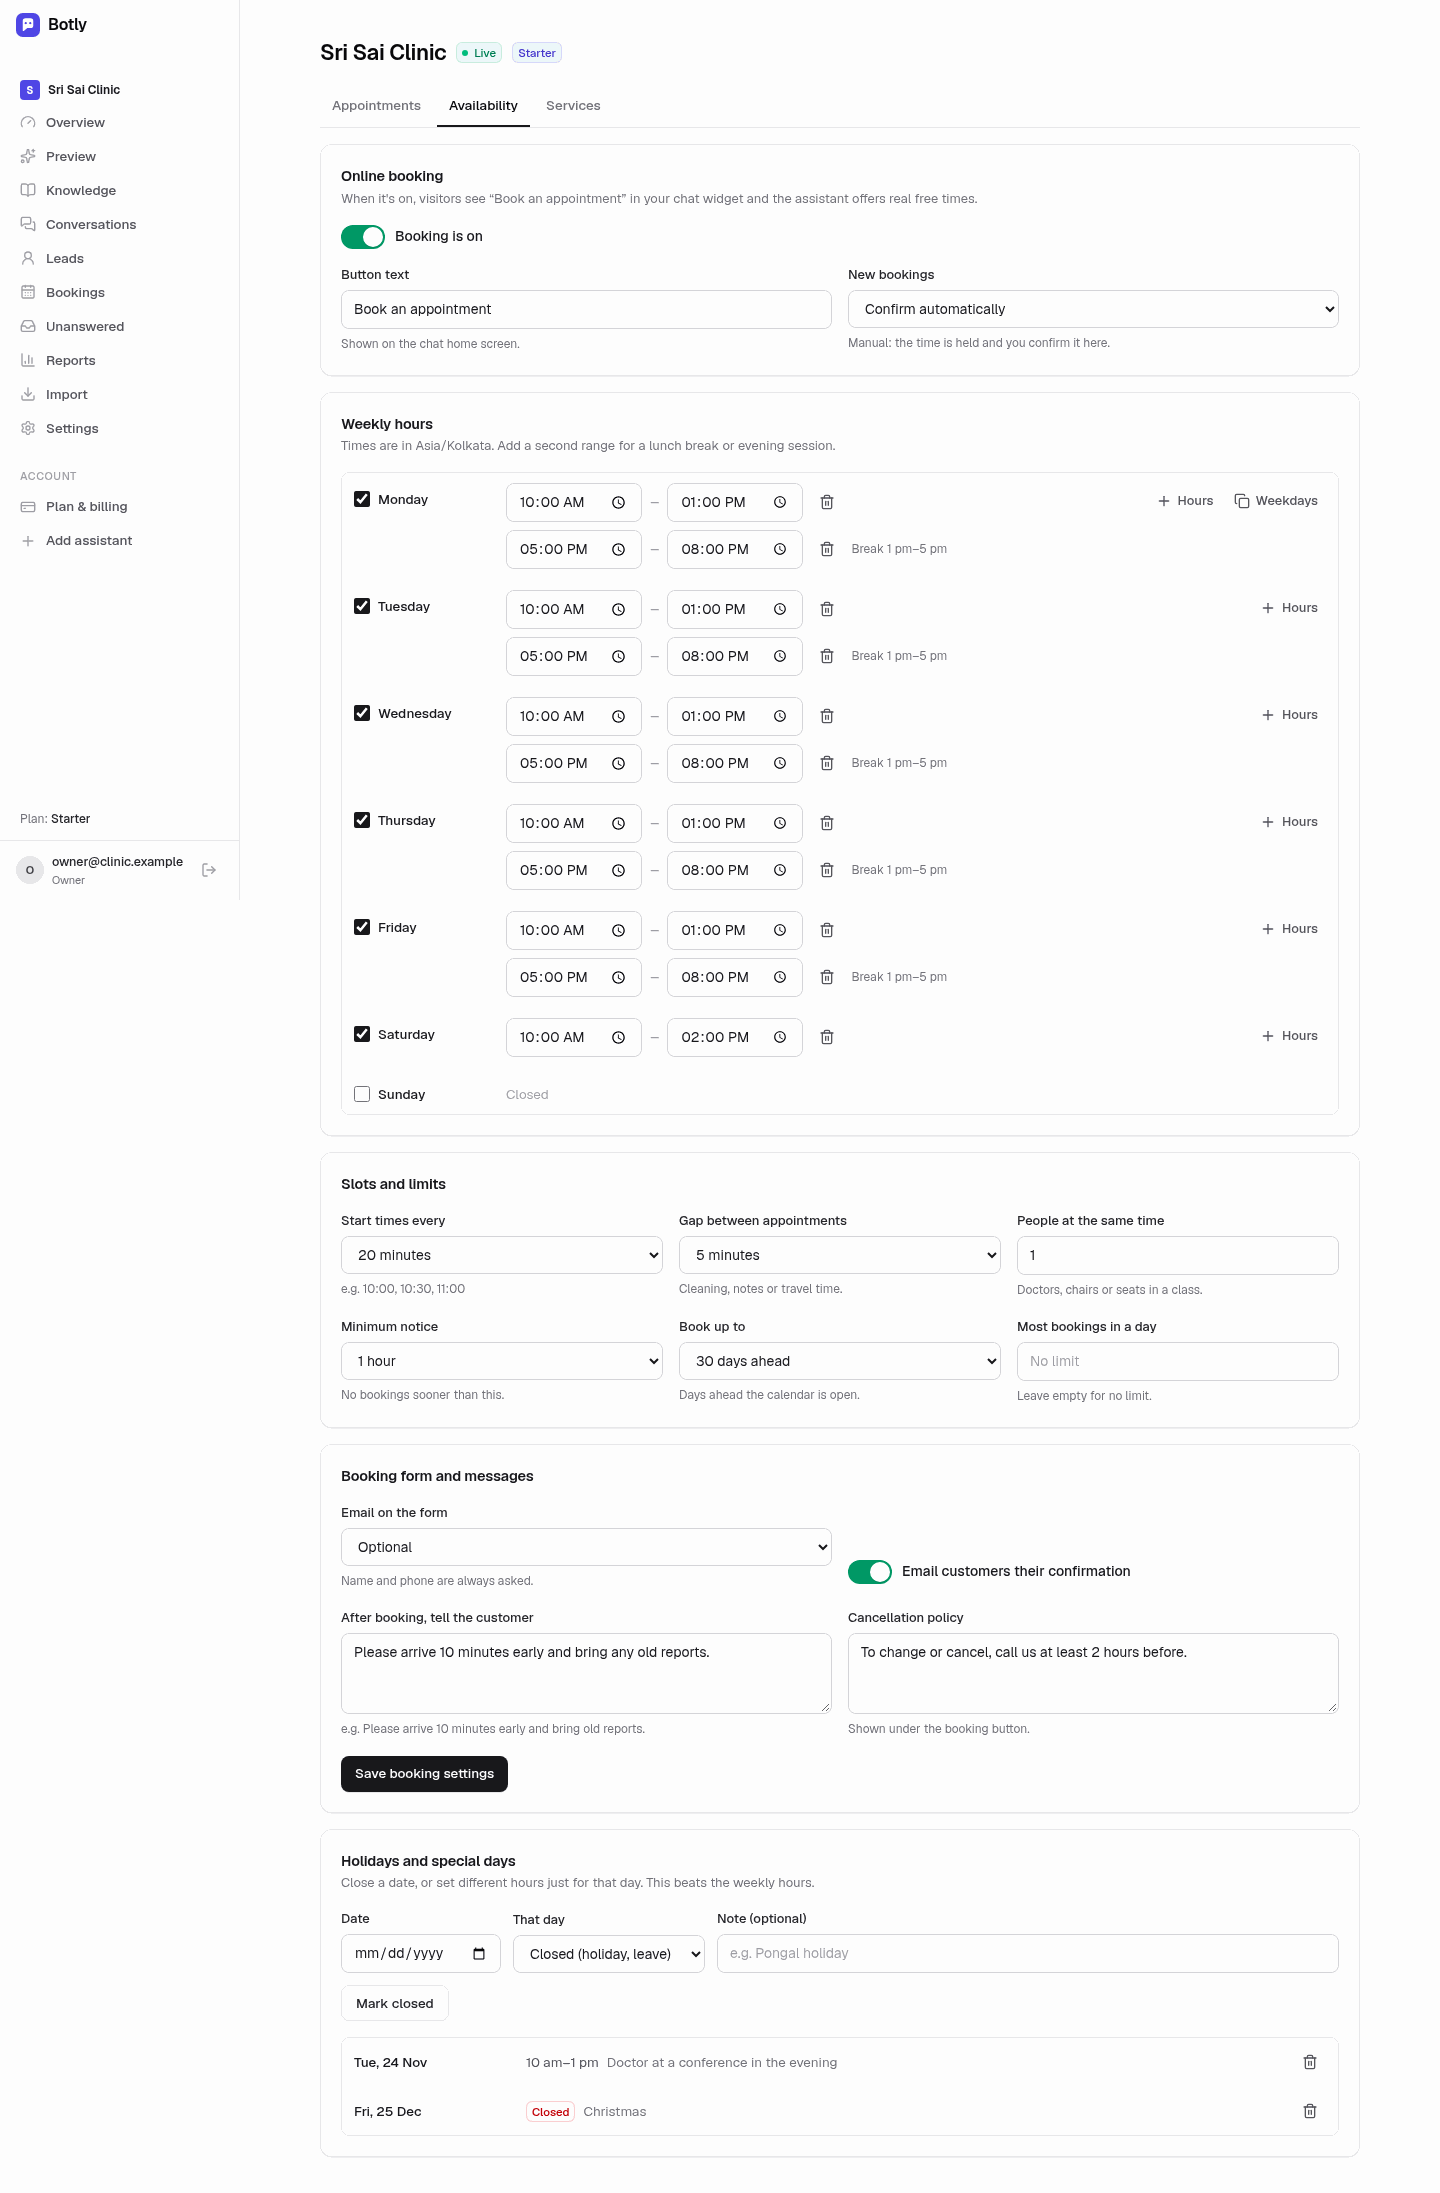 Botly
Sri Sai Clinic
Live
Starter
S
Sri Sai Clinic
Overview
Preview
Knowledge
Conversations
Leads
Bookings
Unanswered
Reports
Import
Settings
ACCOUNT
Plan & billing
Add assistant
Plan: Starter
O
owner@clinic.example
Owner
Appointments
Availability
Services
Online booking
When it's on, visitors see “Book an appointment” in your chat widget and the assistant offers real free times.
Booking is on
Button text
New bookings
Book an appointment
Confirm automatically
Shown on the chat home screen.
Manual: the time is held and you confirm it here.
Weekly hours
Times are in Asia/Kolkata. Add a second range for a lunch break or evening session.
Monday 10:00 AM – 01:00 PM Hours Weekdays
05:00 PM – 08:00 PM Break 1 pm–5 pm
Tuesday 10:00 AM – 01:00 PM Hours
05:00 PM – 08:00 PM Break 1 pm–5 pm
Wednesday 10:00 AM – 01:00 PM Hours
05:00 PM – 08:00 PM Break 1 pm–5 pm
Thursday 10:00 AM – 01:00 PM Hours
05:00 PM – 08:00 PM Break 1 pm–5 pm
Friday 10:00 AM – 01:00 PM Hours
05:00 PM – 08:00 PM Break 1 pm–5 pm
Saturday 10:00 AM – 02:00 PM Hours
Sunday Closed
Slots and limits
Start times every
Gap between appointments
People at the same time
20 minutes
5 minutes
1
e.g. 10:00, 10:30, 11:00
Cleaning, notes or travel time.
Doctors, chairs or seats in a class.
Minimum notice
Book up to
Most bookings in a day
1 hour
30 days ahead
No limit
No bookings sooner than this.
Days ahead the calendar is open.
Leave empty for no limit.
Booking form and messages
Email on the form
Optional
Name and phone are always asked.
Email customers their confirmation
After booking, tell the customer
Cancellation policy
Please arrive 10 minutes early and bring any old reports.
To change or cancel, call us at least 2 hours before.
e.g. Please arrive 10 minutes early and bring old reports.
Shown under the booking button.
Save booking settings
Holidays and special days
Close a date, or set different hours just for that day. This beats the weekly hours.
Date
That day
Note (optional)
mm/dd/yyyy
Closed (holiday, leave)
e.g. Pongal holiday
Mark closed
Tue, 24 Nov 10 am–1 pm Doctor at a conference in the evening
Fri, 25 Dec Closed Christmas